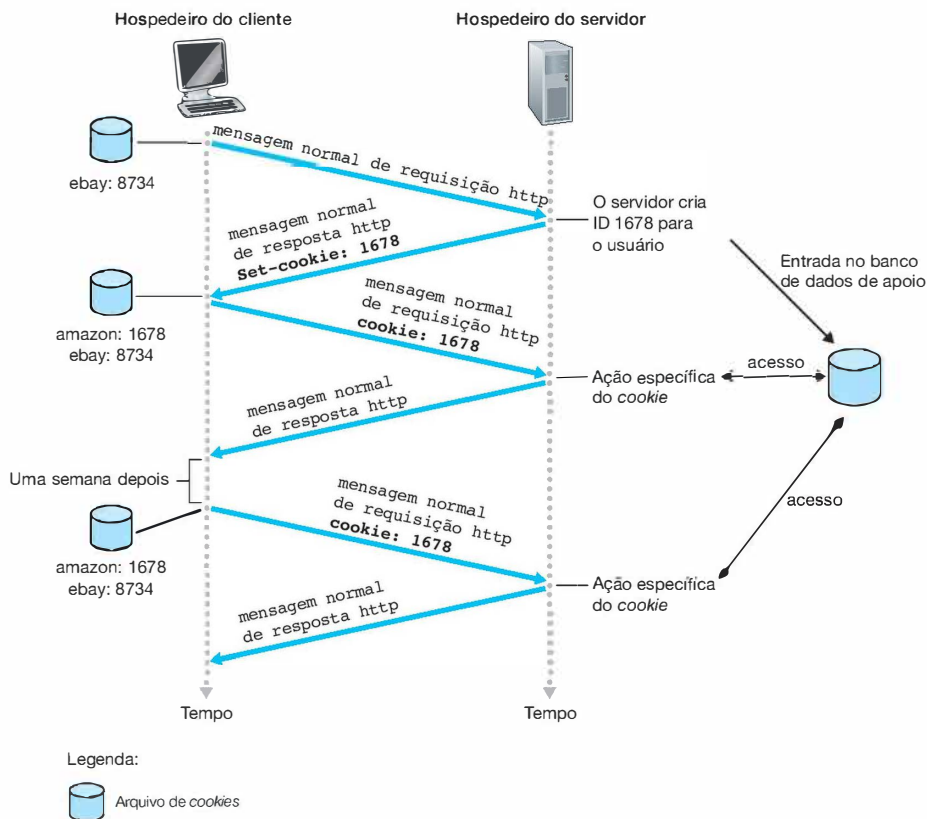 Hospedeiro do cliente
Hospedeiro do servidor
mensagem normal de requisição http
ebay: 8734
O servidor cria
ID 1678 para
o usuário
mensagem normal
de resposta http
Set-cookie: 1678
Entrada no banco
de dados de apoio
amazon: 1678
ebay: 8734
mensagem normal
de requisição http
cookie: 1678
Ação específica
do cookie
acesso
mensagem normal
de resposta http
Uma semana depois
amazon: 1678
ebay: 8734
mensagem normal
de requisição http
cookie: 1678
acesso
Ação específica
do cookie
mensagem normal
de resposta http
Tempo
Tempo
Legenda:
Arquivo de cookies